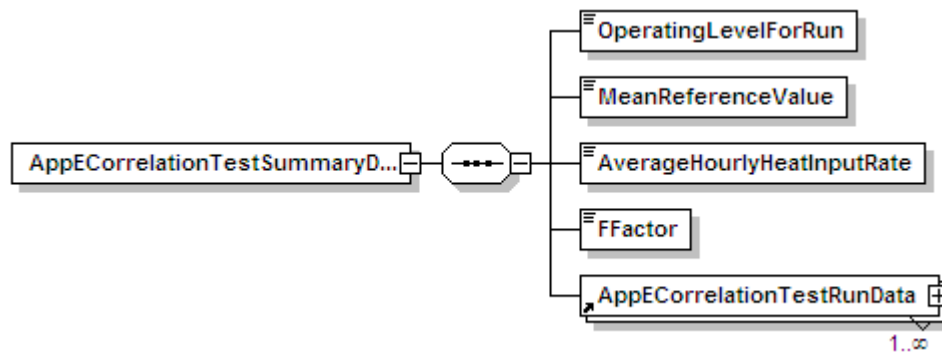 OperatingLevelForRun
MeanReferenceValue
AppECorrelationTestSummaryD...
AverageHourlyHeatInputRate
FFactor
AppECorrelationTestRunData
1..∞